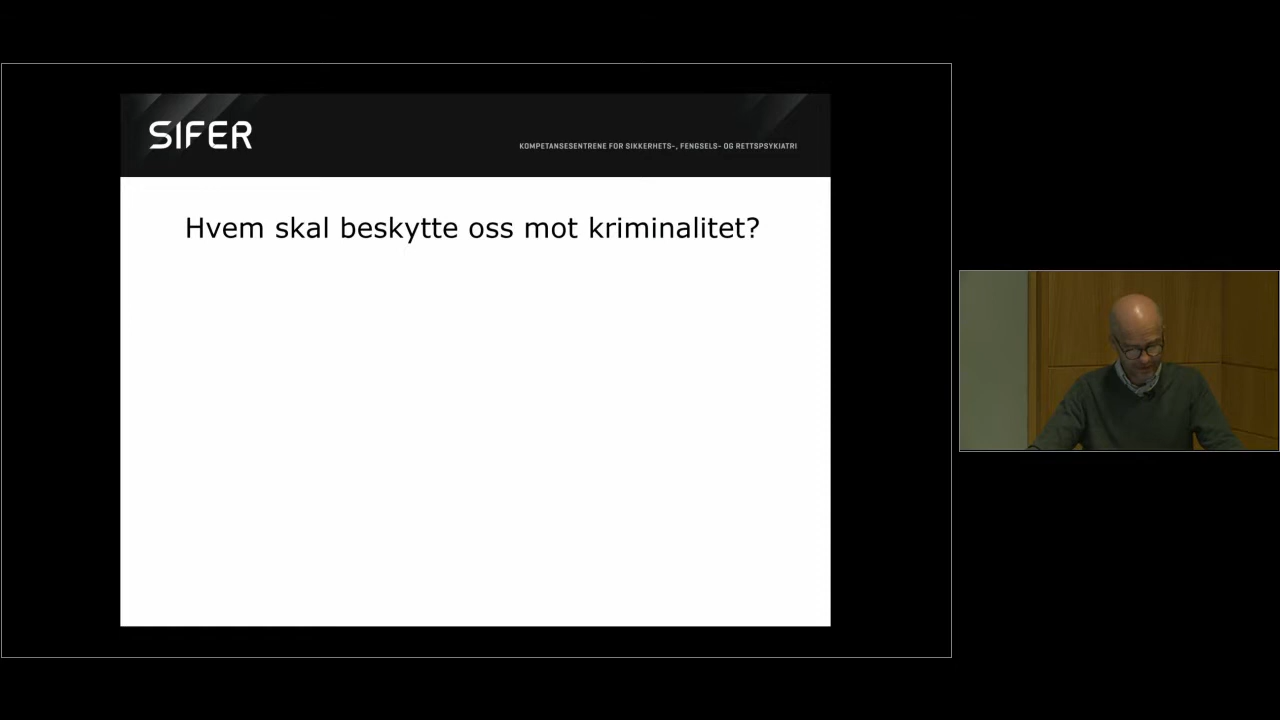 SIFER
KOMPETANSESENTRENE FOR SIKKERHETS-, FENGSELS- OG RETTSPSYKIATRI
Hvem skal beskytte oss mot kriminalitet?